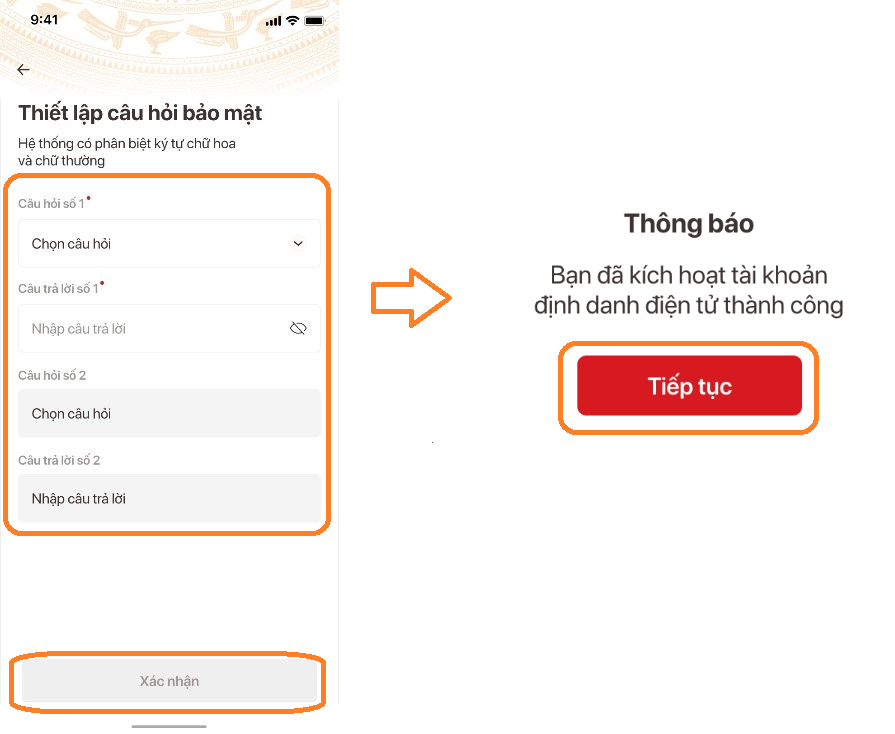 9:41
Thiết lập câu hỏi bảo mật
Hệ thống có phân biệt ký tự chữ hoa
và chữ thường
Câu hỏi số 1*
Chọn câu hỏi
Câu trả lời số 1*
Nhập câu trả lời
Câu hỏi số 2
Chọn câu hỏi
Câu trả lời số 2
Nhập câu trả lời
Xác nhận
Thông báo
Bạn đã kích hoạt tài khoản
định danh điện tử thành công
Tiếp tục